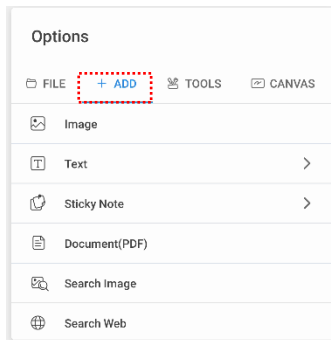 Options
FILE + ADD TOOLS CANVAS
Image
Text
Sticky Note
Document(PDF)
Search Image
Search Web